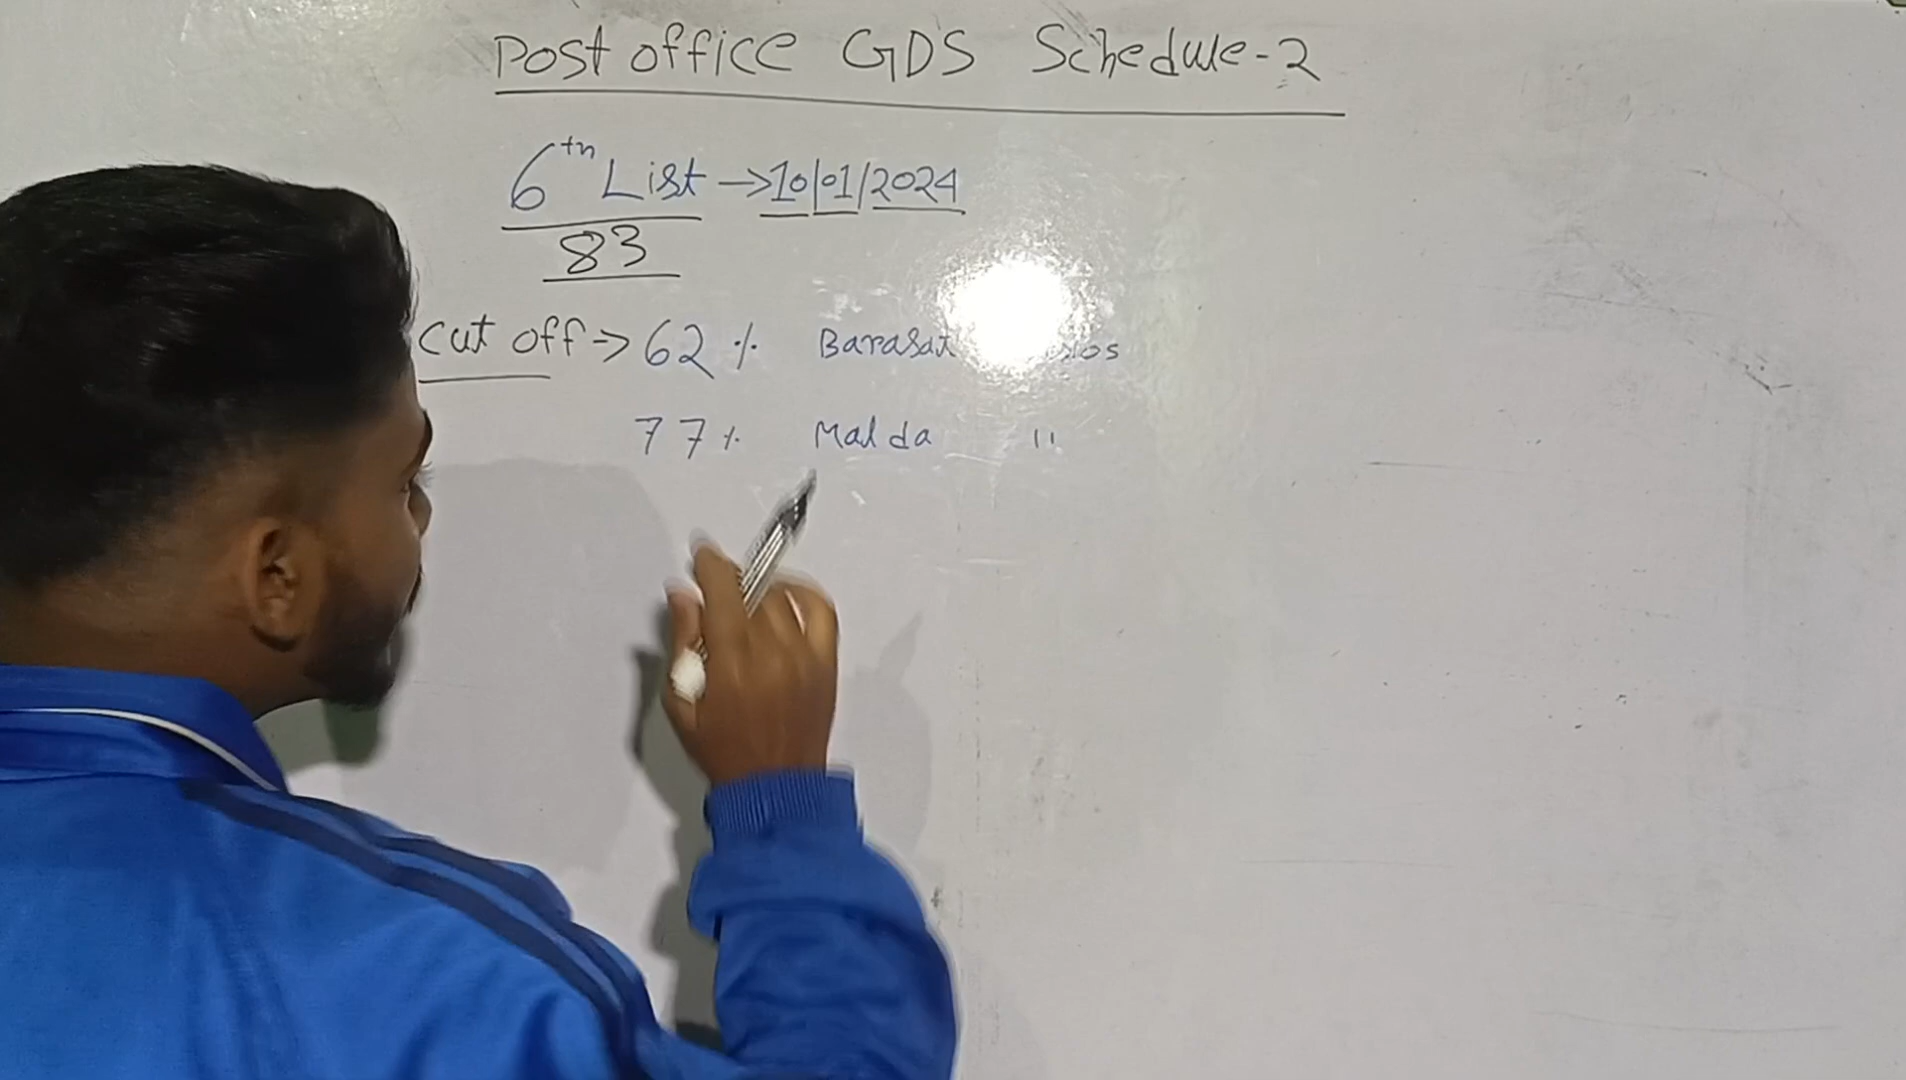 Post office GDS Schedule-2
6th List → 10/01/2024
83
Cut off → 62 % Barasat
77 % Malda "